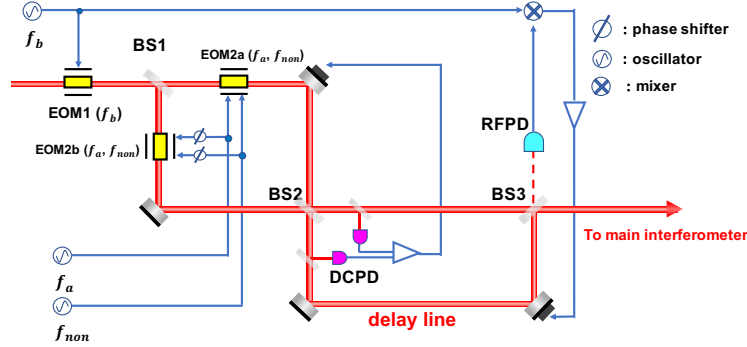 f_b
BS1
EOM2a (f_a, f_non)
: phase shifter
: oscillator
: mixer
EOM1 (f_b)
RFPD
EOM2b (f_a, f_non)
BS2
BS3
To main interferometer
DCPD
f_a
delay line
f_non